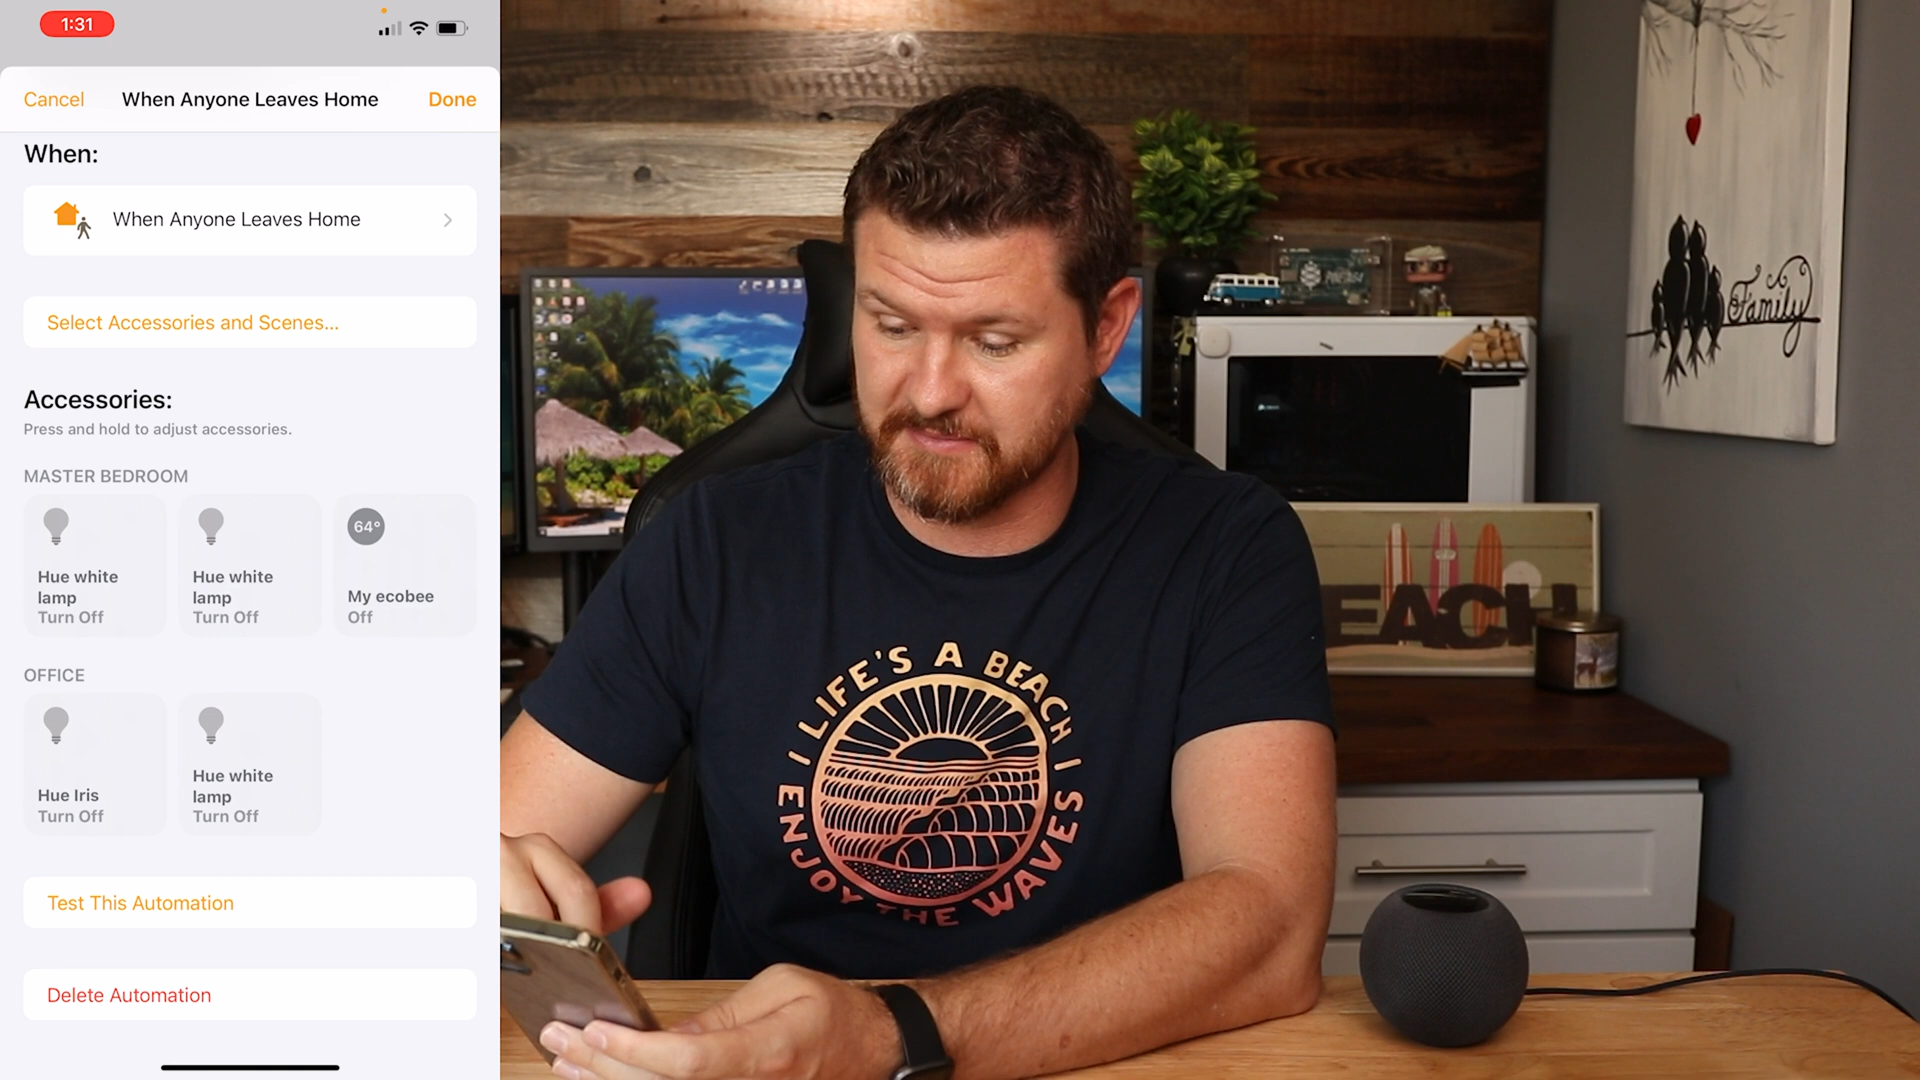 1:31
Cancel When Anyone Leaves Home Done
When:
When Anyone Leaves Home
Select Accessories and Scenes...
Accessories:
Press and hold to adjust accessories.
MASTER BEDROOM
64°
Hue white
lamp
Turn Off
Hue white
lamp
Turn Off
My ecobee
Off
OFFICE
Hue Iris
Turn Off
Hue white
lamp
Turn Off
Test This Automation
Delete Automation
LIFE'S A BEACH
ENJOY THE WAVES
Family
BEACH